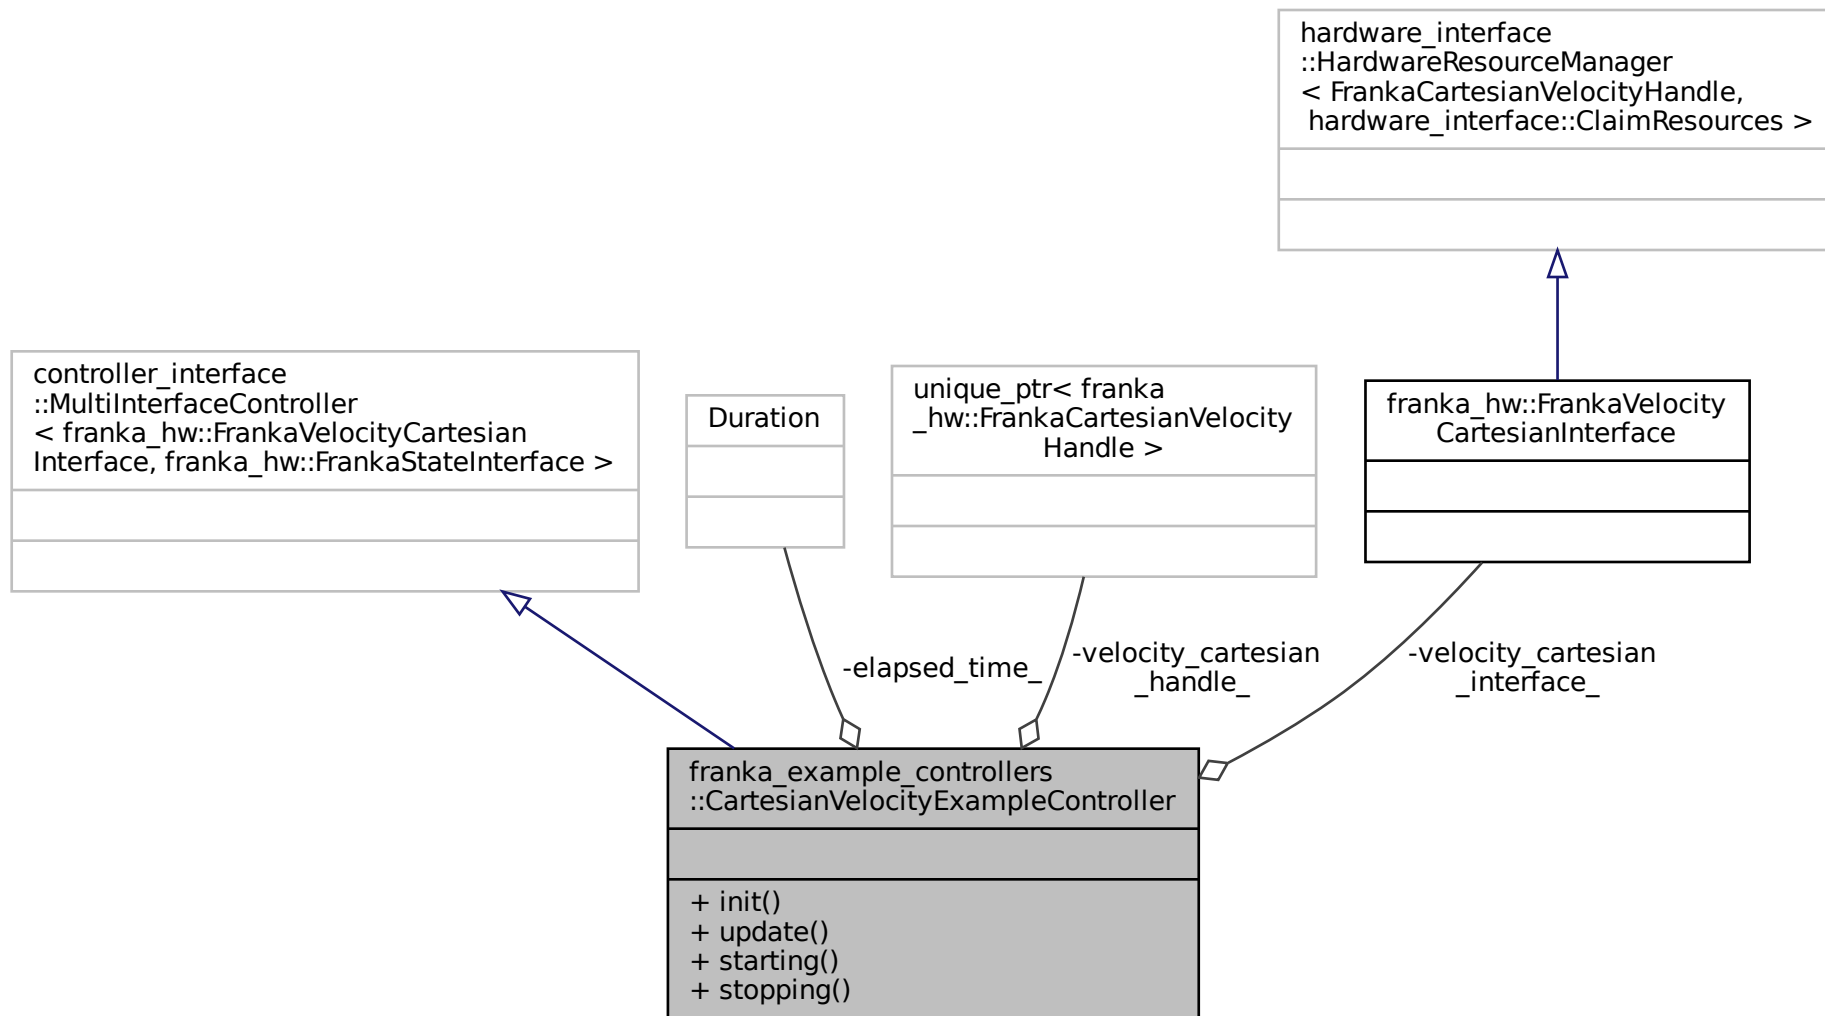 hardware_interface
::HardwareResourceManager
< FrankaCartesianVelocityHandle,
hardware_interface::ClaimResources >
controller_interface
::MultiInterfaceController
< franka_hw::FrankaVelocityCartesian
Interface, franka_hw::FrankaStateInterface >
Duration
unique_ptr< franka
_hw::FrankaCartesianVelocity
Handle >
franka_hw::FrankaVelocity
CartesianInterface
-elapsed_time_
-velocity_cartesian
_handle_
-velocity_cartesian
_interface_
franka_example_controllers
::CartesianVelocityExampleController
+ init()
+ update()
+ starting()
+ stopping()